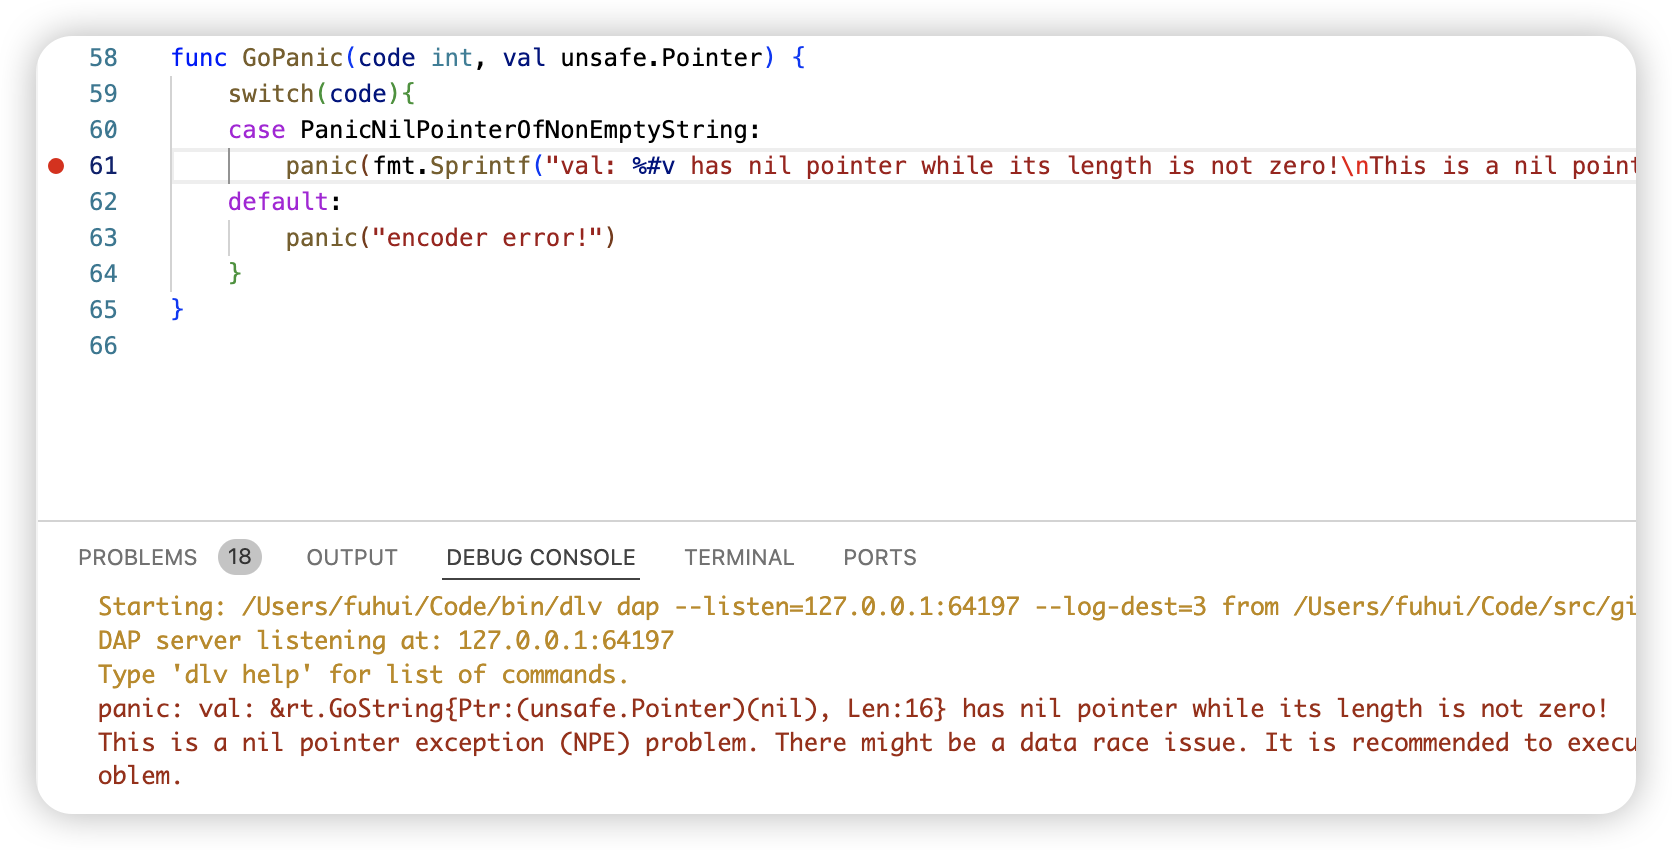 58 func GoPanic(code int, val unsafe.Pointer) {
59 switch(code){
60 case PanicNilPointerOfNonEmptyString:
61 panic(fmt.Sprintf("val: %#v has nil pointer while its length is not zero!\nThis is a nil point
62 default:
63 panic("encoder error!")
64 }
65 }
66
PROBLEMS 18 OUTPUT DEBUG CONSOLE TERMINAL PORTS
Starting: /Users/fuhui/Code/bin/dlv dap --listen=127.0.0.1:64197 --log-dest=3 from /Users/fuhui/Code/src/gi
DAP server listening at: 127.0.0.1:64197
Type 'dlv help' for list of commands.
panic: val: &rt.GoString{Ptr:(unsafe.Pointer)(nil), Len:16} has nil pointer while its length is not zero!
This is a nil pointer exception (NPE) problem. There might be a data race issue. It is recommended to execu
oblem.